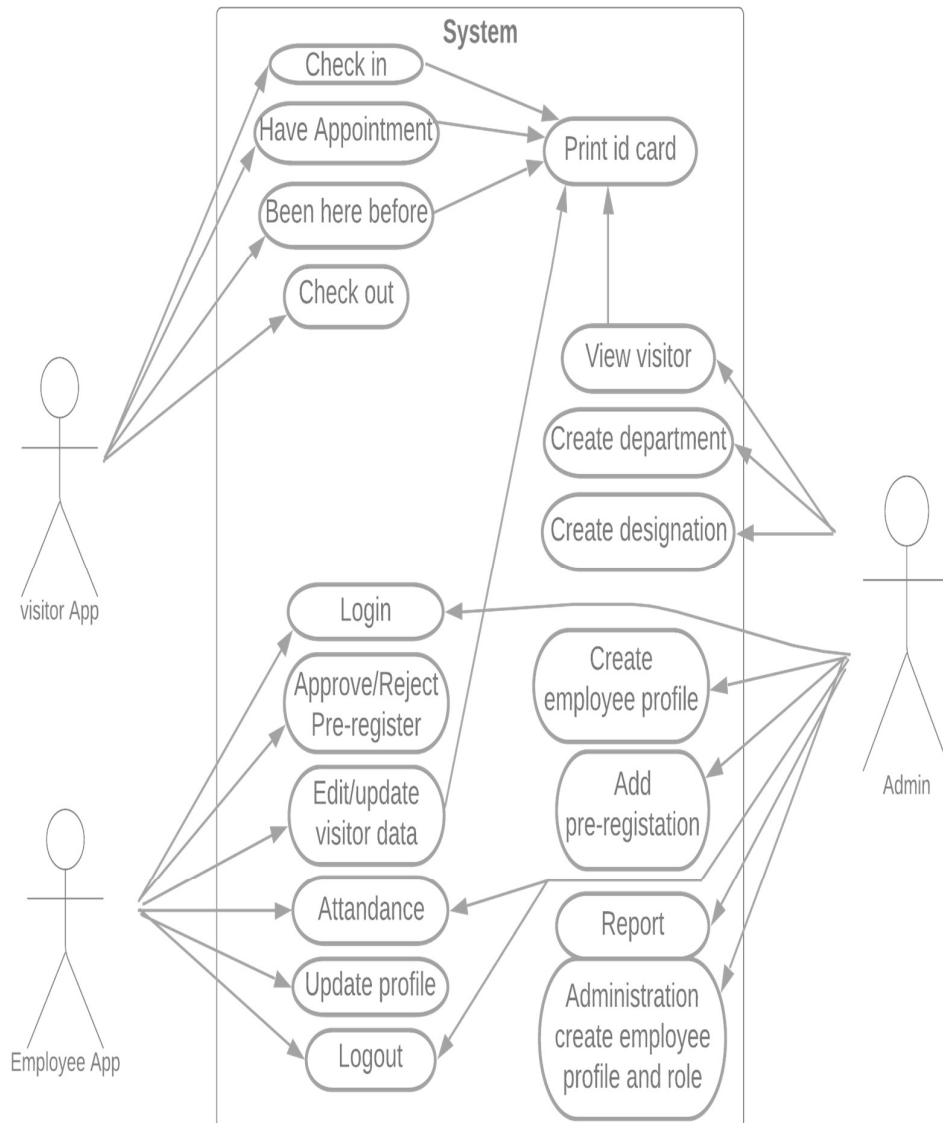 System
Check in
Have Appointment
Print id card
Been here before
Check out
View visitor
Create department
Create designation
visitor App
Login
Approve/Reject
Pre-register
Create
employee profile
Edit/update
visitor data
Add
pre-registation
Admin
Attandance
Report
Update profile
Administration
create employee
profile and role
Logout
Employee App